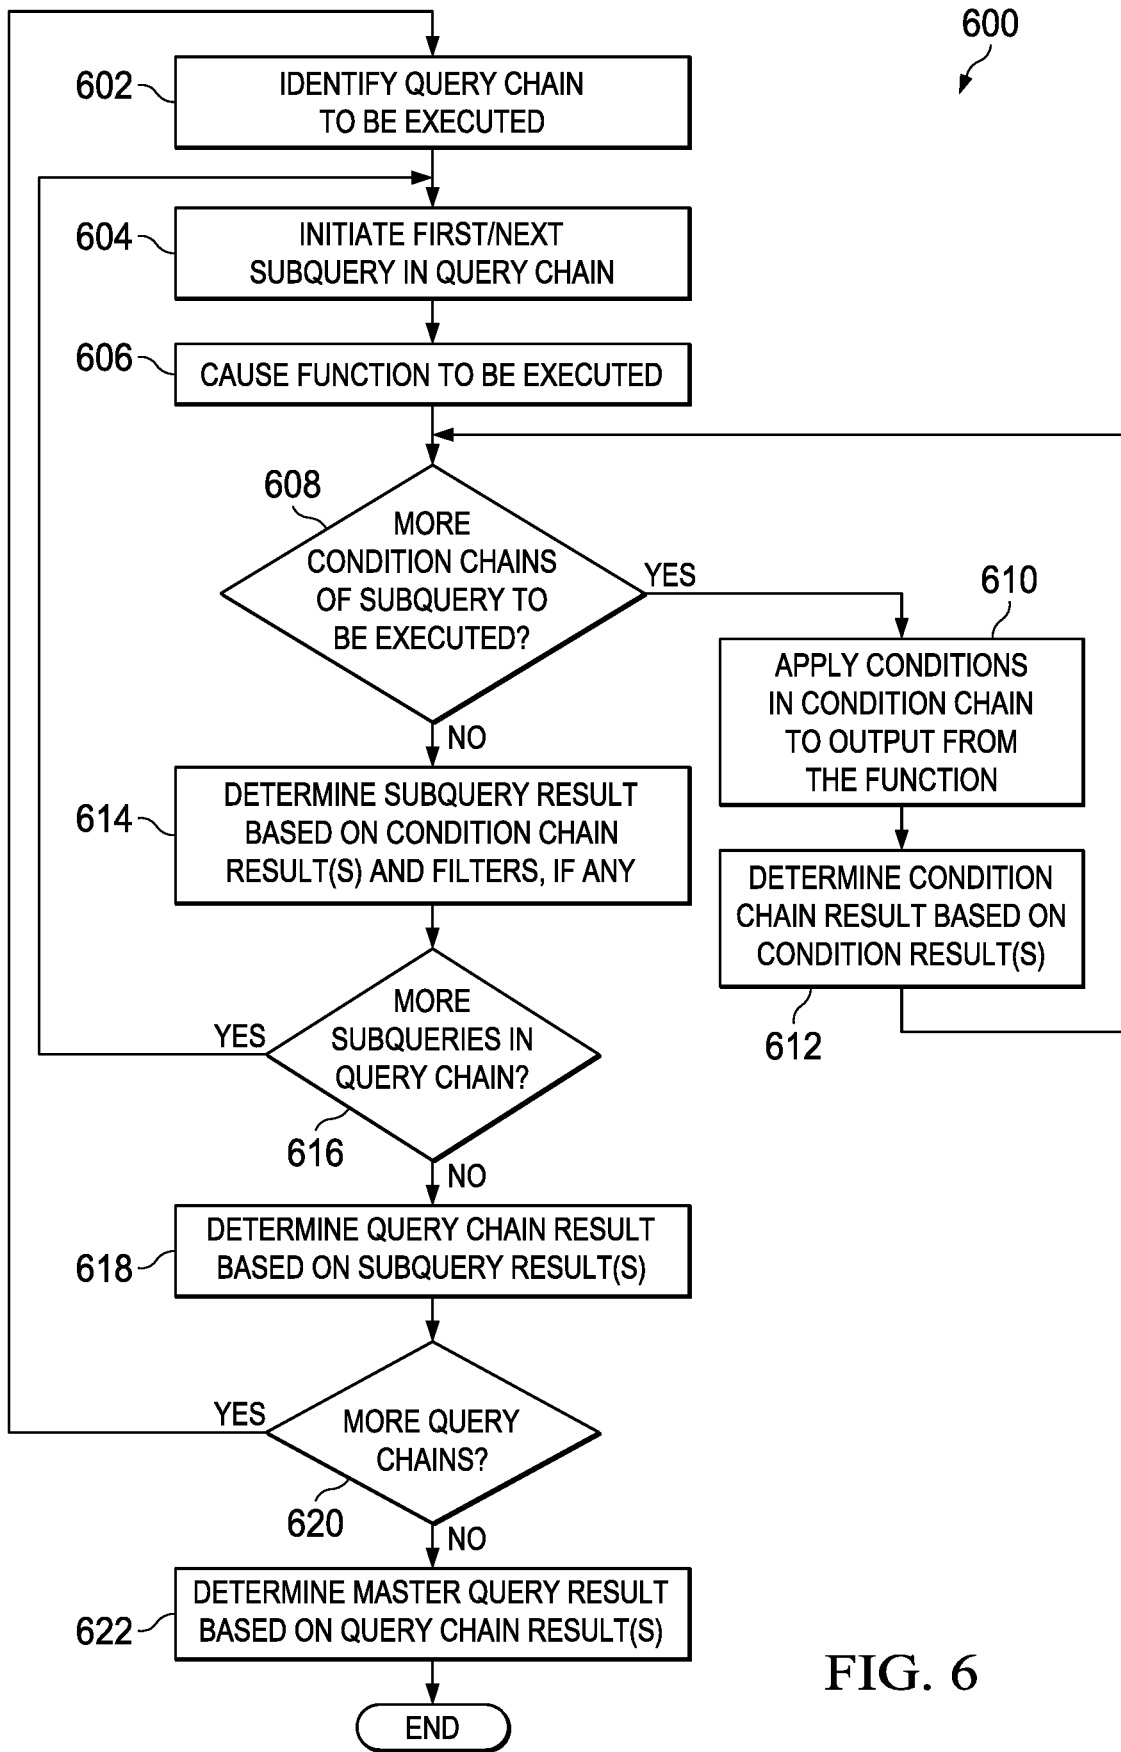 600
602
IDENTIFY QUERY CHAIN
TO BE EXECUTED
604
INITIATE FIRST/NEXT
SUBQUERY IN QUERY CHAIN
606
CAUSE FUNCTION TO BE EXECUTED
608
MORE
CONDITION CHAINS
OF SUBQUERY TO
BE EXECUTED?
YES
610
APPLY CONDITIONS
IN CONDITION CHAIN
TO OUTPUT FROM
THE FUNCTION
NO
614
DETERMINE SUBQUERY RESULT
BASED ON CONDITION CHAIN
RESULT(S) AND FILTERS, IF ANY
DETERMINE CONDITION
CHAIN RESULT BASED ON
CONDITION RESULT(S)
612
YES
MORE
SUBQUERIES IN
QUERY CHAIN?
616
NO
618
DETERMINE QUERY CHAIN RESULT
BASED ON SUBQUERY RESULT(S)
YES
MORE QUERY
CHAINS?
620
NO
622
DETERMINE MASTER QUERY RESULT
BASED ON QUERY CHAIN RESULT(S)
END
FIG. 6